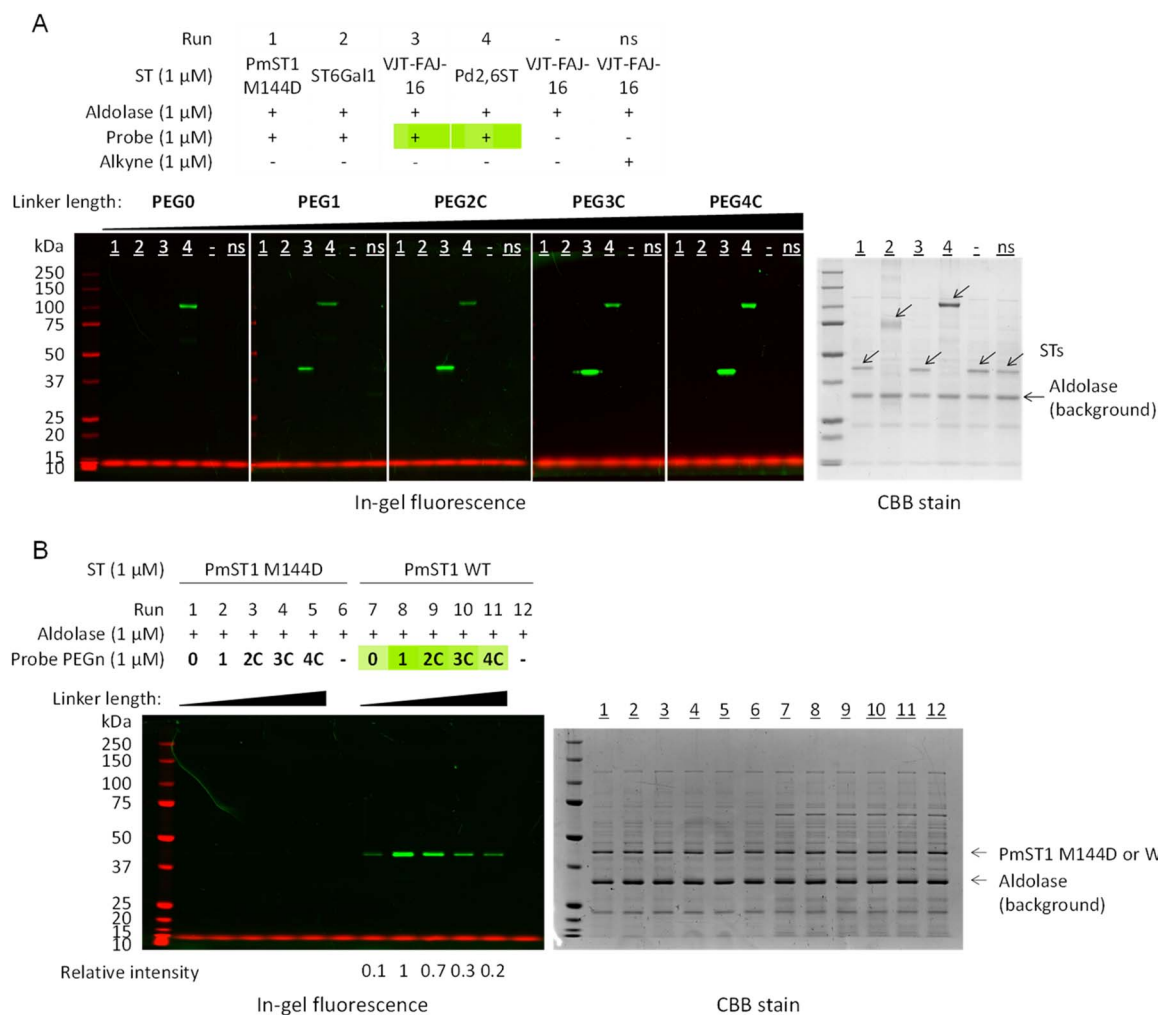 A
Run 1 2 3 4 - ns
ST (1 µM) PmST1 M144D ST6Gal1 VJT-FAJ-16 Pd2,6ST VJT-FAJ-16 VJT-FAJ-16
Aldolase (1 µM) + + + + + +
Probe (1 µM) + + + + - -
Alkyne (1 µM) - - - - - +
Linker length: PEG0 PEG1 PEG2C PEG3C PEG4C
kDa 1 2 3 4 - ns 1 2 3 4 - ns 1 2 3 4 - ns 1 2 3 4 - ns 1 2 3 4 - ns 1 2 3 4 - ns
250
150
100
75
50
37
25
20
15
10
STs
Aldolase
(background)
In-gel fluorescence CBB stain
B
ST (1 µM) PmST1 M144D PmST1 WT
Run 1 2 3 4 5 6 7 8 9 10 11 12
Aldolase (1 µM) + + + + + + + + + + + +
Probe PEGn (1 µM) 0 1 2C 3C 4C - 0 1 2C 3C 4C -
Linker length:
kDa 1 2 3 4 5 6 7 8 9 10 11 12
250
150
100
75
50
37
25
20
15
10
PmST1 M144D or W
Aldolase
(background)
Relative intensity 0.1 1 0.7 0.3 0.2
In-gel fluorescence CBB stain